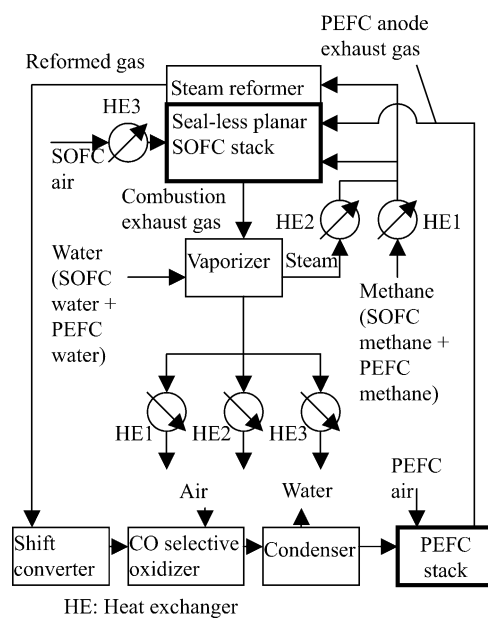 PEFC anode
exhaust gas
Reformed gas
Steam reformer
HE3
Seal-less planar
SOFC stack
SOFC
air
Combustion
exhaust gas
HE2
HE1
Water
(SOFC
water +
PEFC
water)
Vaporizer
Steam
Methane
(SOFC
methane +
PEFC
methane)
HE1
HE2
HE3
PEFC
air
Air
Water
Shift
converter
CO selective
oxidizer
Condenser
PEFC
stack
HE: Heat exchanger